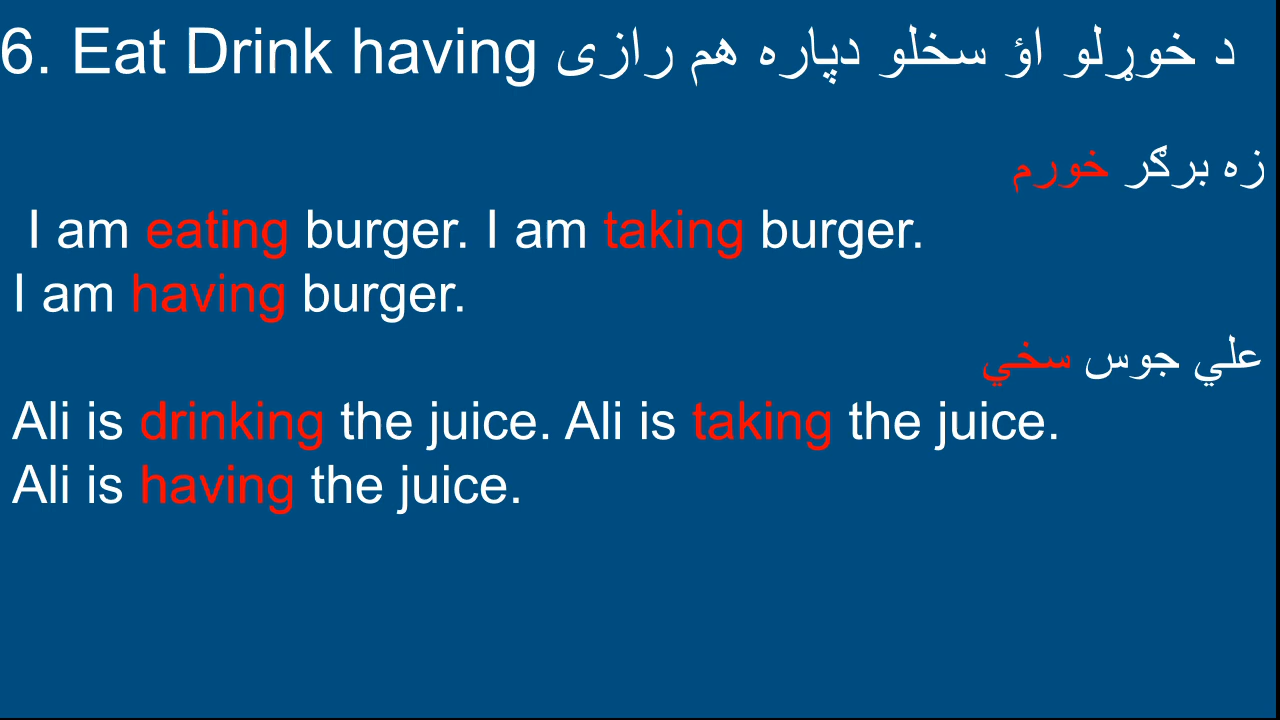 6. Eat Drink having د خوړلو اؤ سخلو دپاره هم رازی
زه برګر خورم
I am eating burger. I am taking burger.
I am having burger.
علي جوس سخي
Ali is drinking the juice. Ali is taking the juice.
Ali is having the juice.